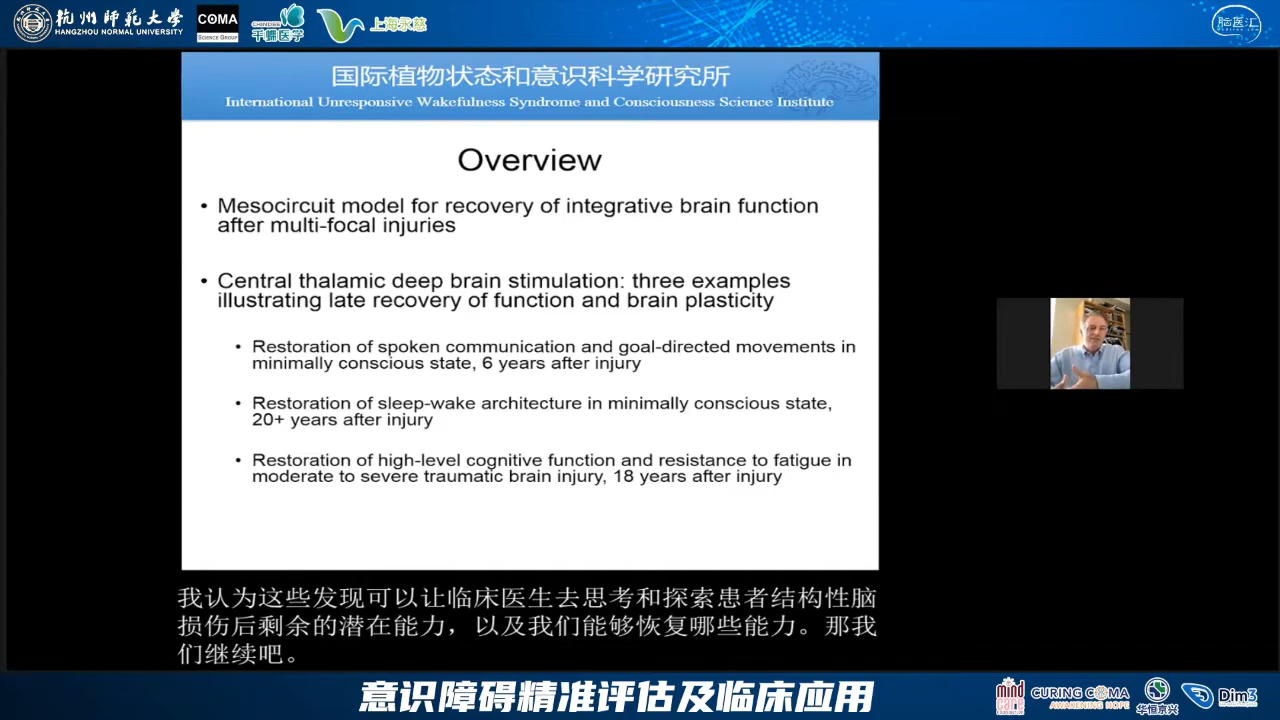 杭州师范大学
HANGZHOU NORMAL UNIVERSITY
COMA
SCIENCE GROUP
千幄医学
上海永慈
脑医汇
国际植物状态和意识科学研究所
International Unresponsive Wakefulness Syndrome and Consciousness Science Institute
Overview
• Mesocircuit model for recovery of integrative brain function
after multi-focal injuries
• Central thalamic deep brain stimulation: three examples
illustrating late recovery of function and brain plasticity
• Restoration of spoken communication and goal-directed movements in
minimally conscious state, 6 years after injury
• Restoration of sleep-wake architecture in minimally conscious state,
20+ years after injury
• Restoration of high-level cognitive function and resistance to fatigue in
moderate to severe traumatic brain injury, 18 years after injury
我认为这些发现可以让临床医生去思考和探索患者结构性脑
损伤后剩余的潜在能力，以及我们能够恢复哪些能力。那我
们继续吧。
意识障碍精准评估及临床应用
mind
care
CURING COMA
AWAKENING HOPE
华恒京兴
Dim3